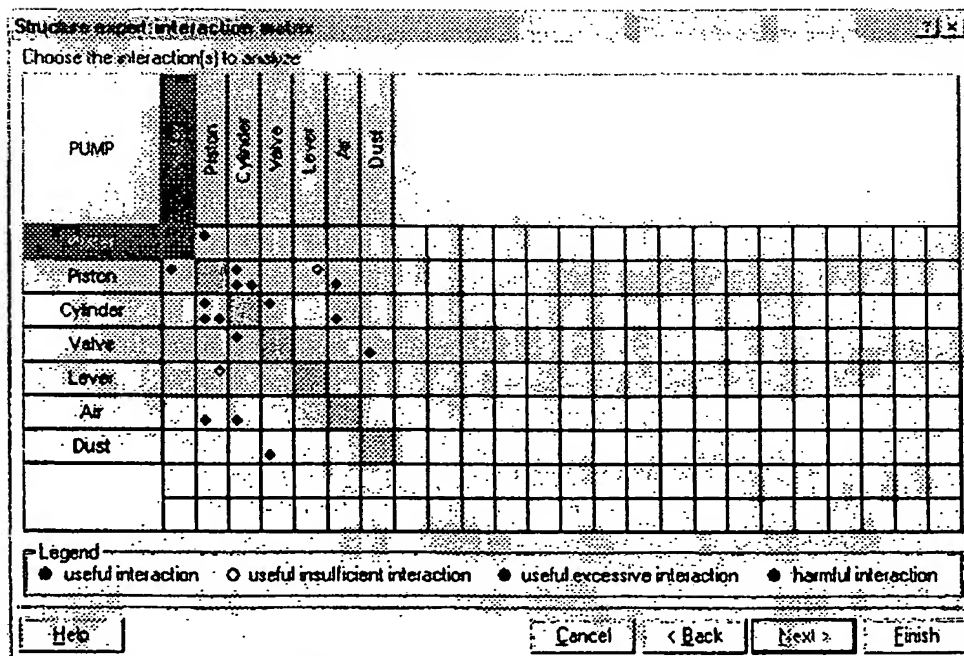 Structure expert: interaction matrix
Choose the interaction(s) to analyze
PUMP
Piston
Cylinder
Valve
Lever
Air
Dust
Piston
Cylinder
Valve
Lever
Air
Dust
Legend
useful interaction
useful insufficient interaction
useful excessive interaction
harmful interaction
Help
Cancel
< Back
Next >
Finish